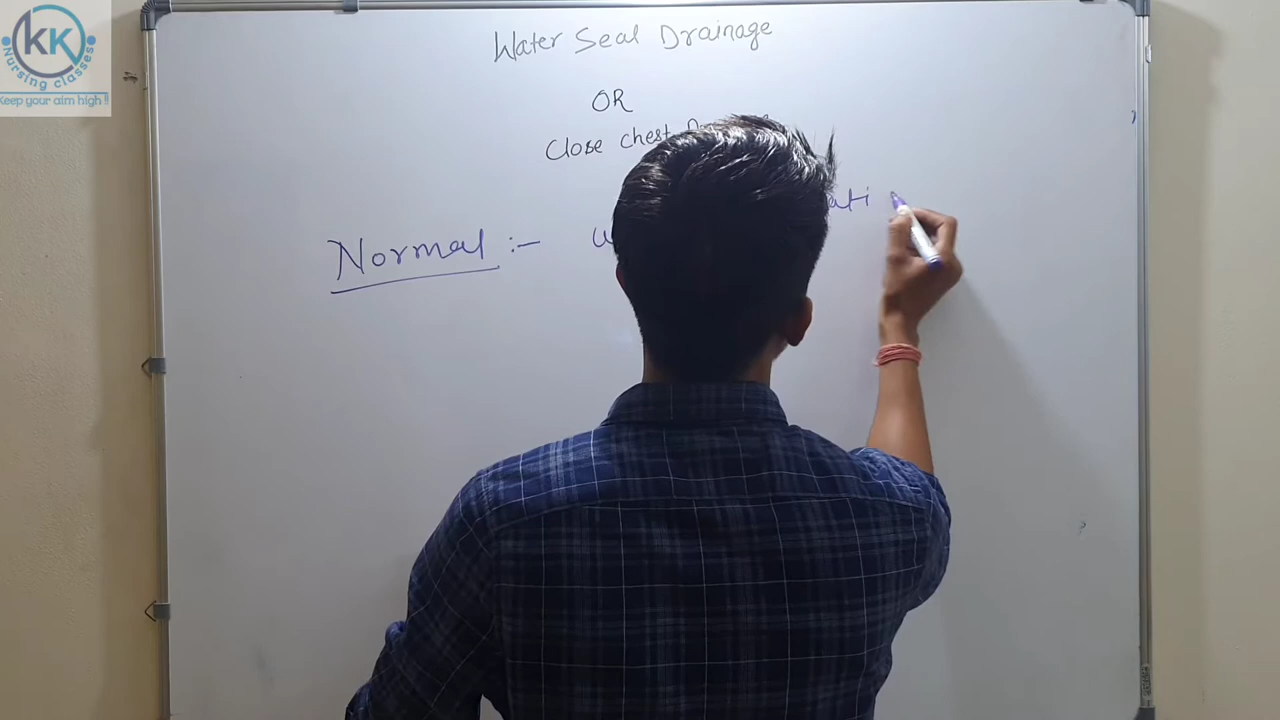 KK
Nursing classes
Keep your aim high !!
Water Seal Drainage
OR
Close chest
Normal :-